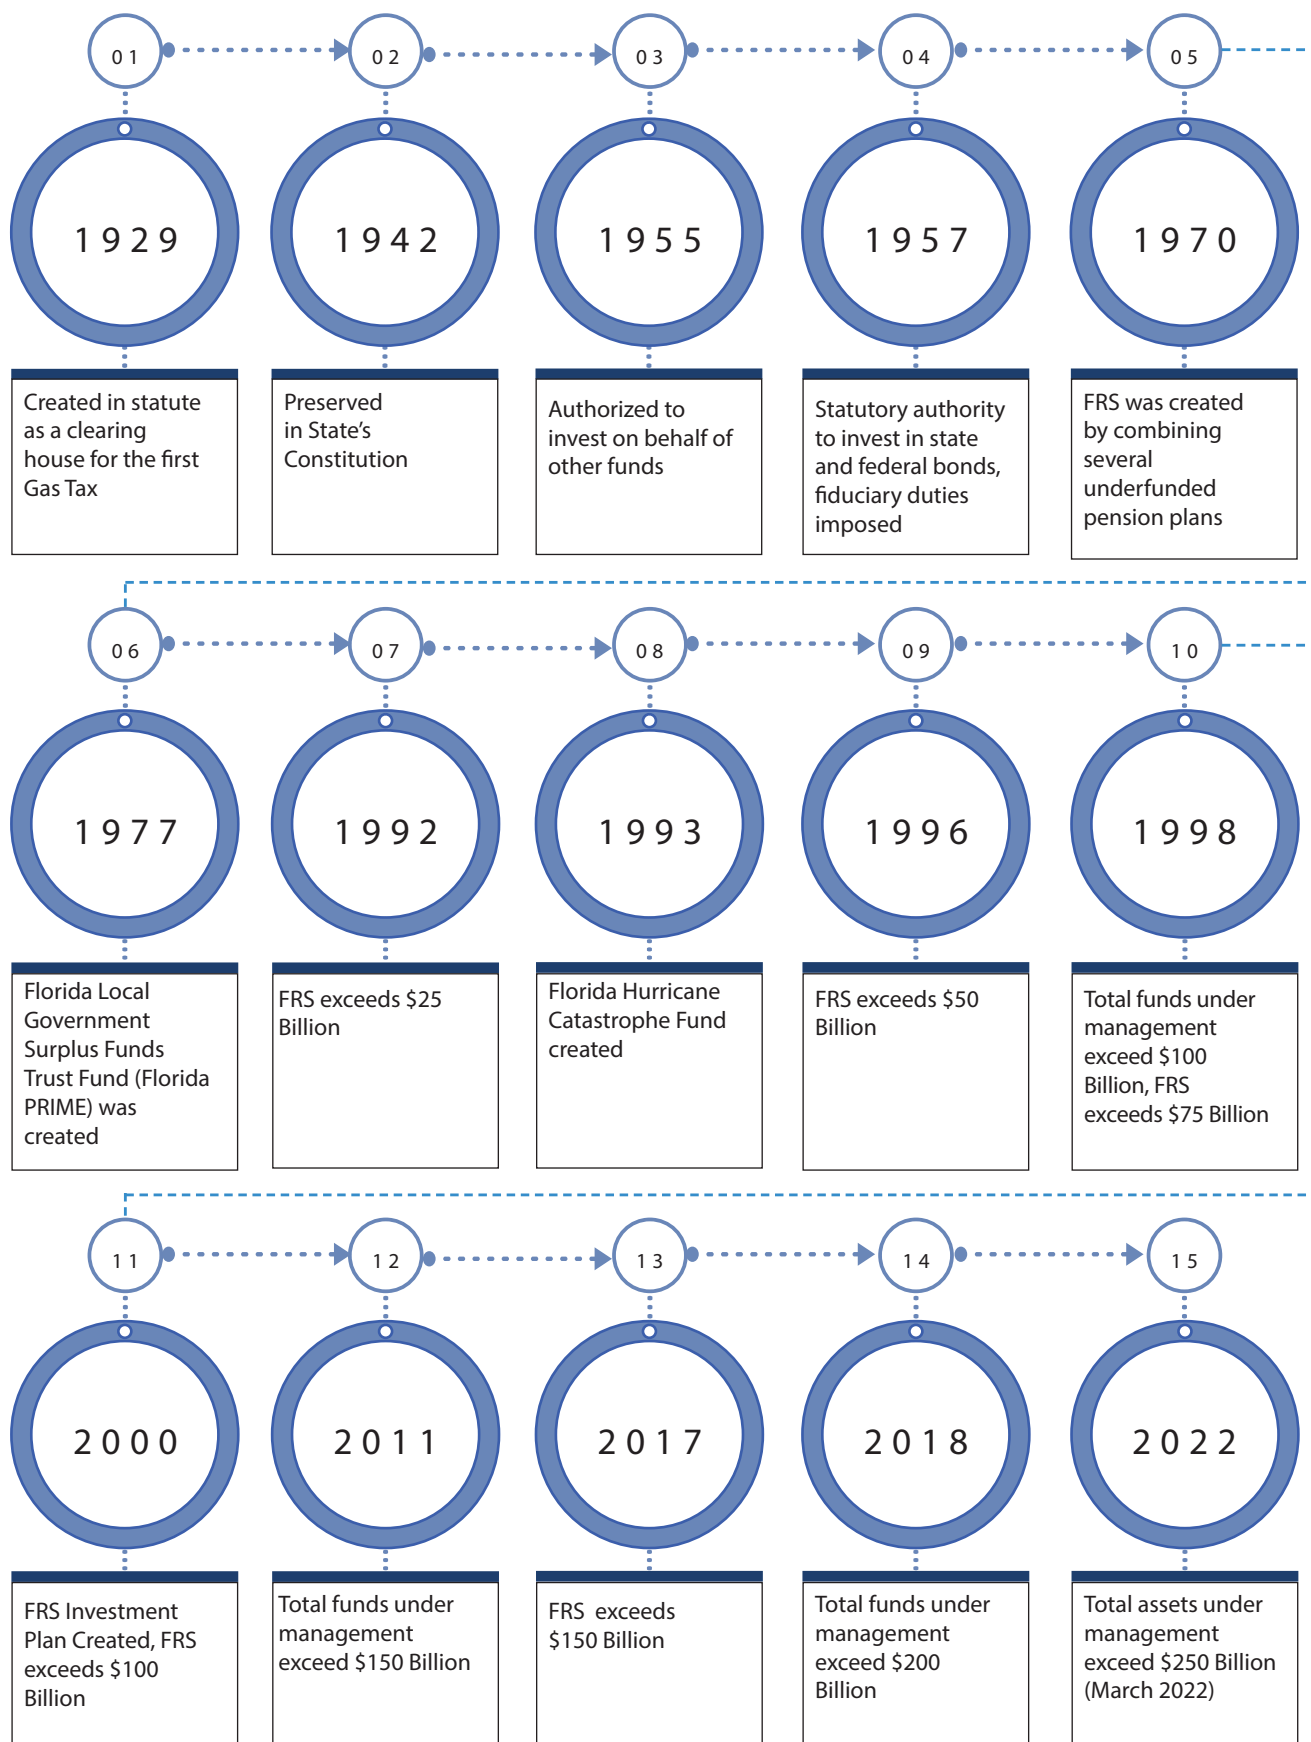 01
02
03
04
05
1929
1942
1955
1957
1970
Created in statute
as a clearing
house for the first
Gas Tax
Preserved
in State’s
Constitution
Authorized to
invest on behalf of
other funds
Statutory authority
to invest in state
and federal bonds,
fiduciary duties
imposed
FRS was created
by combining
several
underfunded
pension plans
06
07
08
09
10
1977
1992
1993
1996
1998
Florida Local
Government
Surplus Funds
Trust Fund (Florida
PRIME) was
created
FRS exceeds $25
Billion
Florida Hurricane
Catastrophe Fund
created
FRS exceeds $50
Billion
Total funds under
management
exceed $100
Billion, FRS
exceeds $75 Billion
11
12
13
14
15
2000
2011
2017
2018
2022
FRS Investment
Plan Created, FRS
exceeds $100
Billion
Total funds under
management
exceed $150 Billion
FRS exceeds
$150 Billion
Total funds under
management
exceed $200
Billion
Total assets under
management
exceed $250 Billion
(March 2022)